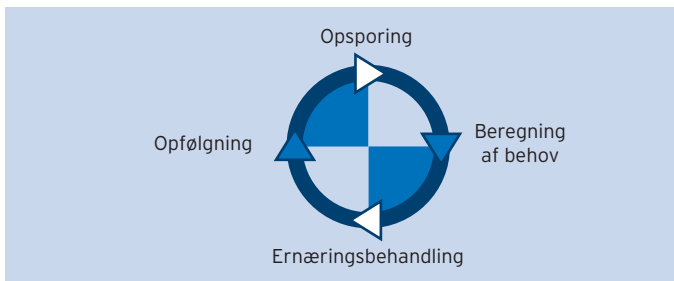 Opsporing
Opfølgning
Beregning
af behov
Ernæringsbehandling